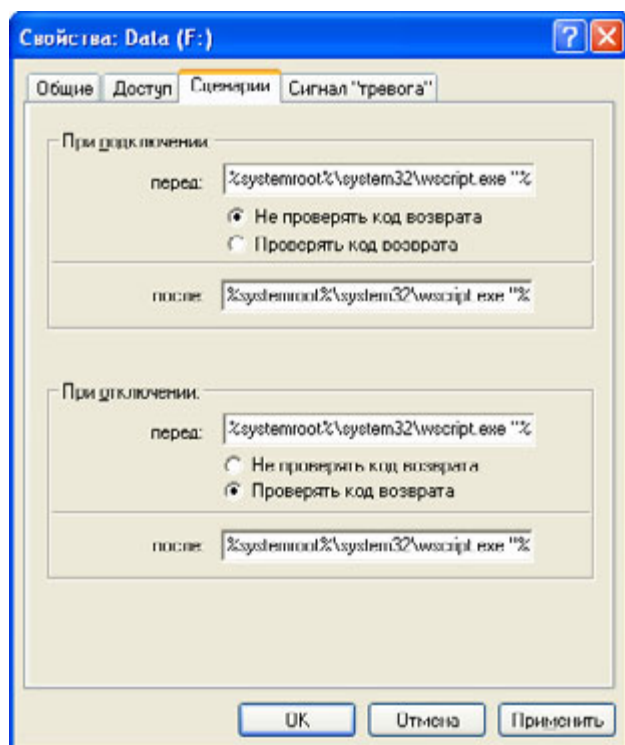 Свойства: Data (F:)
Общие Доступ Сценарии Сигнал "тревога"
При подключении:
перед: %systemroot%\system32\wscript.exe "%
Не проверять код возврата
Проверять код возврата
после: %systemroot%\system32\wscript.exe "%
При отключении:
перед: %systemroot%\system32\wscript.exe "%
Не проверять код возврата
Проверять код возврата
после: %systemroot%\system32\wscript.exe "%
OK Отмена Применить